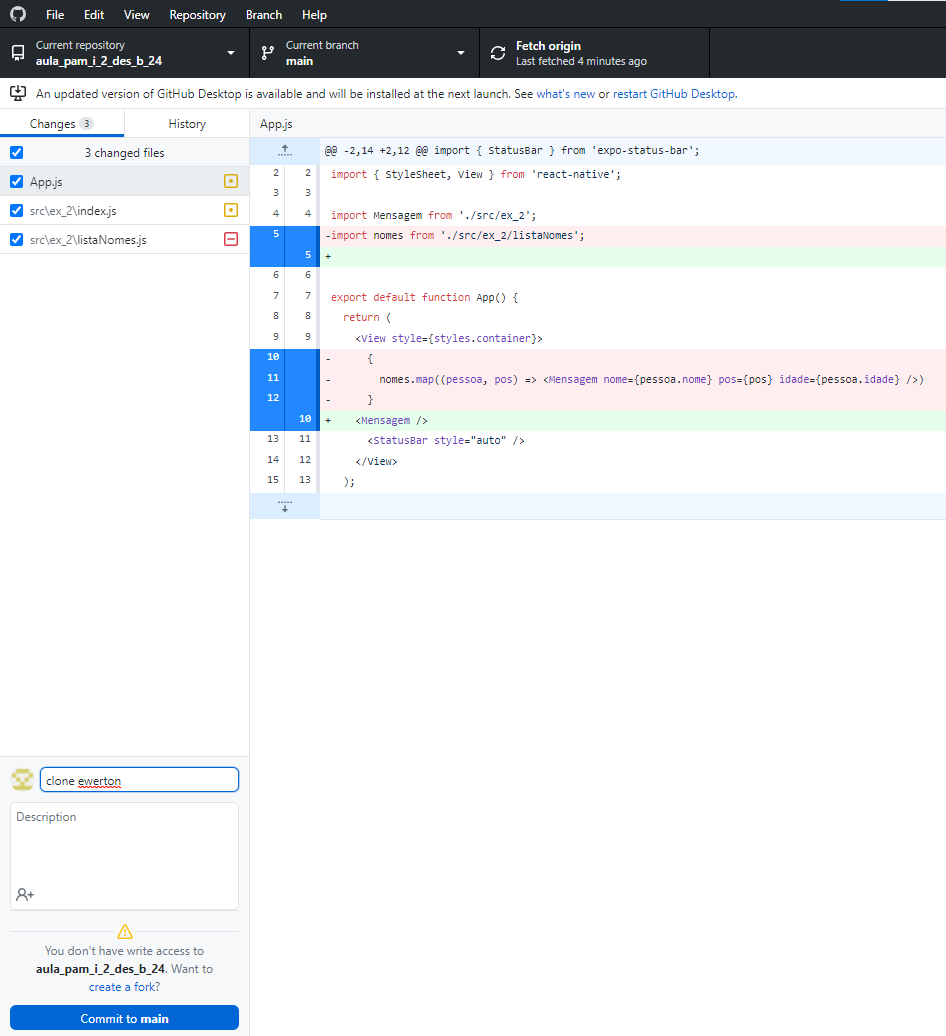 File Edit View Repository Branch Help
Current repository
aula_pam_i_2_des_b_24
Current branch
main
Fetch origin
Last fetched 4 minutes ago
An updated version of GitHub Desktop is available and will be installed at the next launch. See what's new or restart GitHub Desktop.
Changes 3 History
3 changed files
App.js
src\ex_2\index.js
src\ex_2\listaNomes.js
App.js
@@ -2,14 +2,12 @@ import { StatusBar } from 'expo-status-bar';
2 2 import { StyleSheet, View } from 'react-native';
3 3
4 4 import Mensagem from './src/ex_2';
5 -import nomes from './src/ex_2/listaNomes';
5 +
6 6
7 7 export default function App() {
8 8 return (
9 9 <View style={styles.container}>
10 - {
11 - nomes.map((pessoa, pos) => <Mensagem nome={pessoa.nome} pos={pos} idade={pessoa.idade} />)
12 - }
10 + <Mensagem />
13 11 <StatusBar style="auto" />
14 12 </View>
15 13 );
clone ewerton
Description
You don't have write access to
aula_pam_i_2_des_b_24. Want to
create a fork?
Commit to main